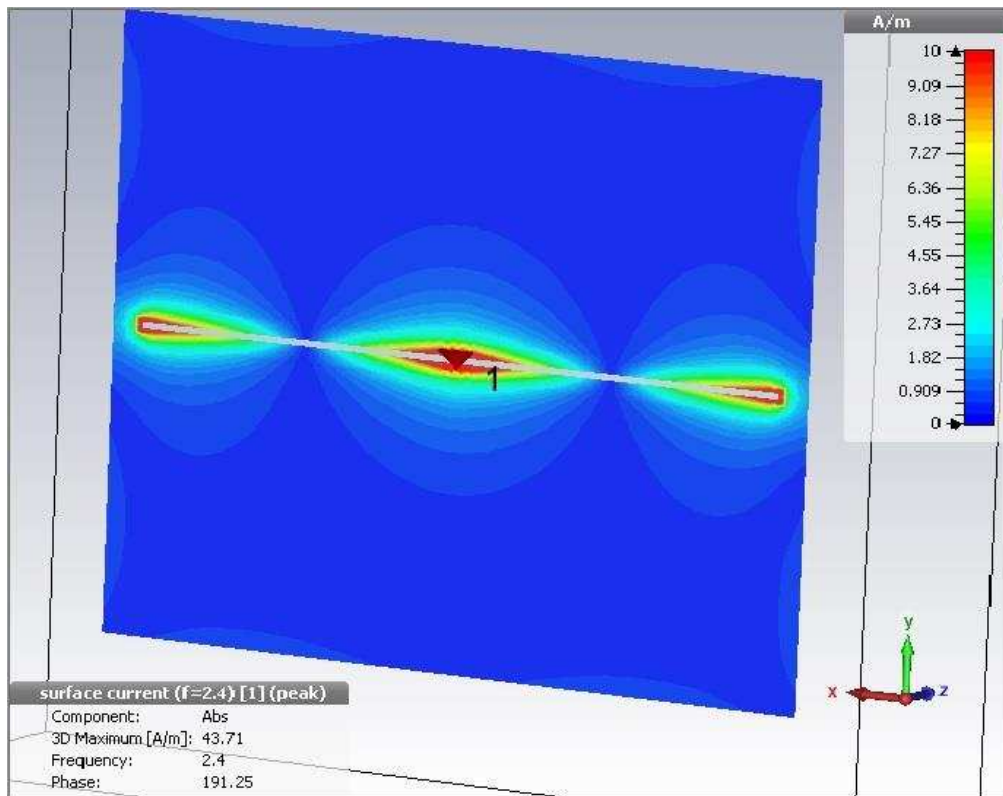 A/m
10
9.09
8.18
7.27
6.36
5.45
4.55
3.64
2.73
1.82
0.909
0
1
y
x
z
surface current (f=2.4) [1] (peak)
Component: Abs
3D Maximum [A/m]: 43.71
Frequency: 2.4
Phase: 191.25